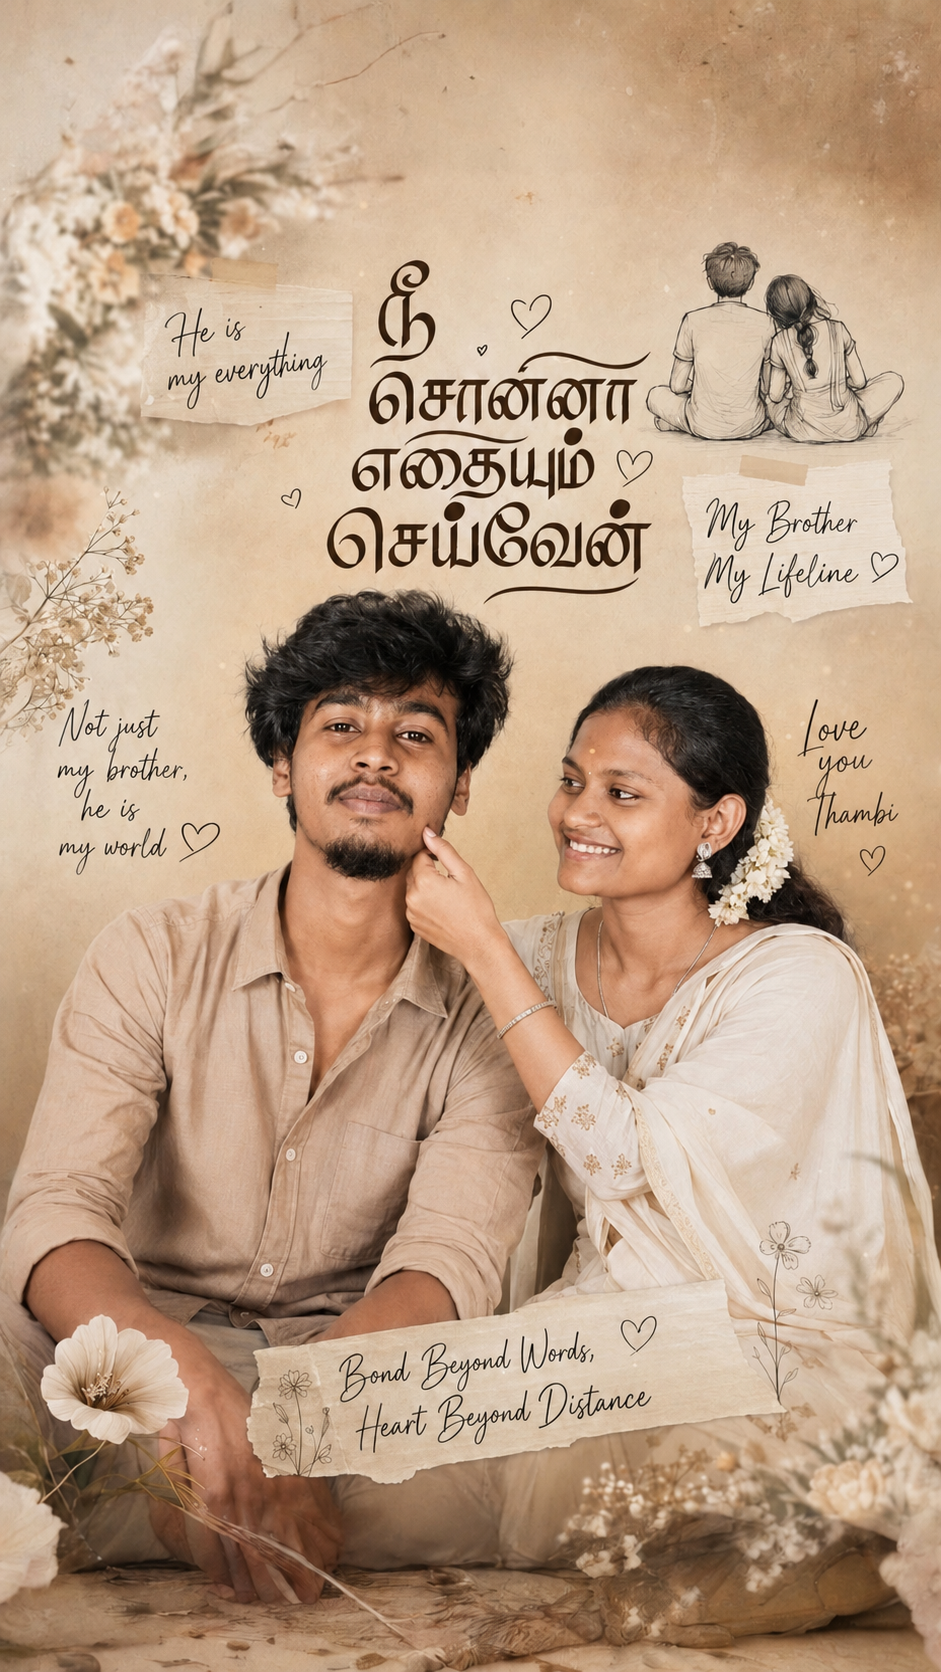 He is
my everything
நீ
சொன்னா
எதையும்
செய்வேன்
My Brother
My Lifeline
Not just
my brother,
he is
my world
Love
you
Thambi
Bond Beyond Words,
Heart Beyond Distance